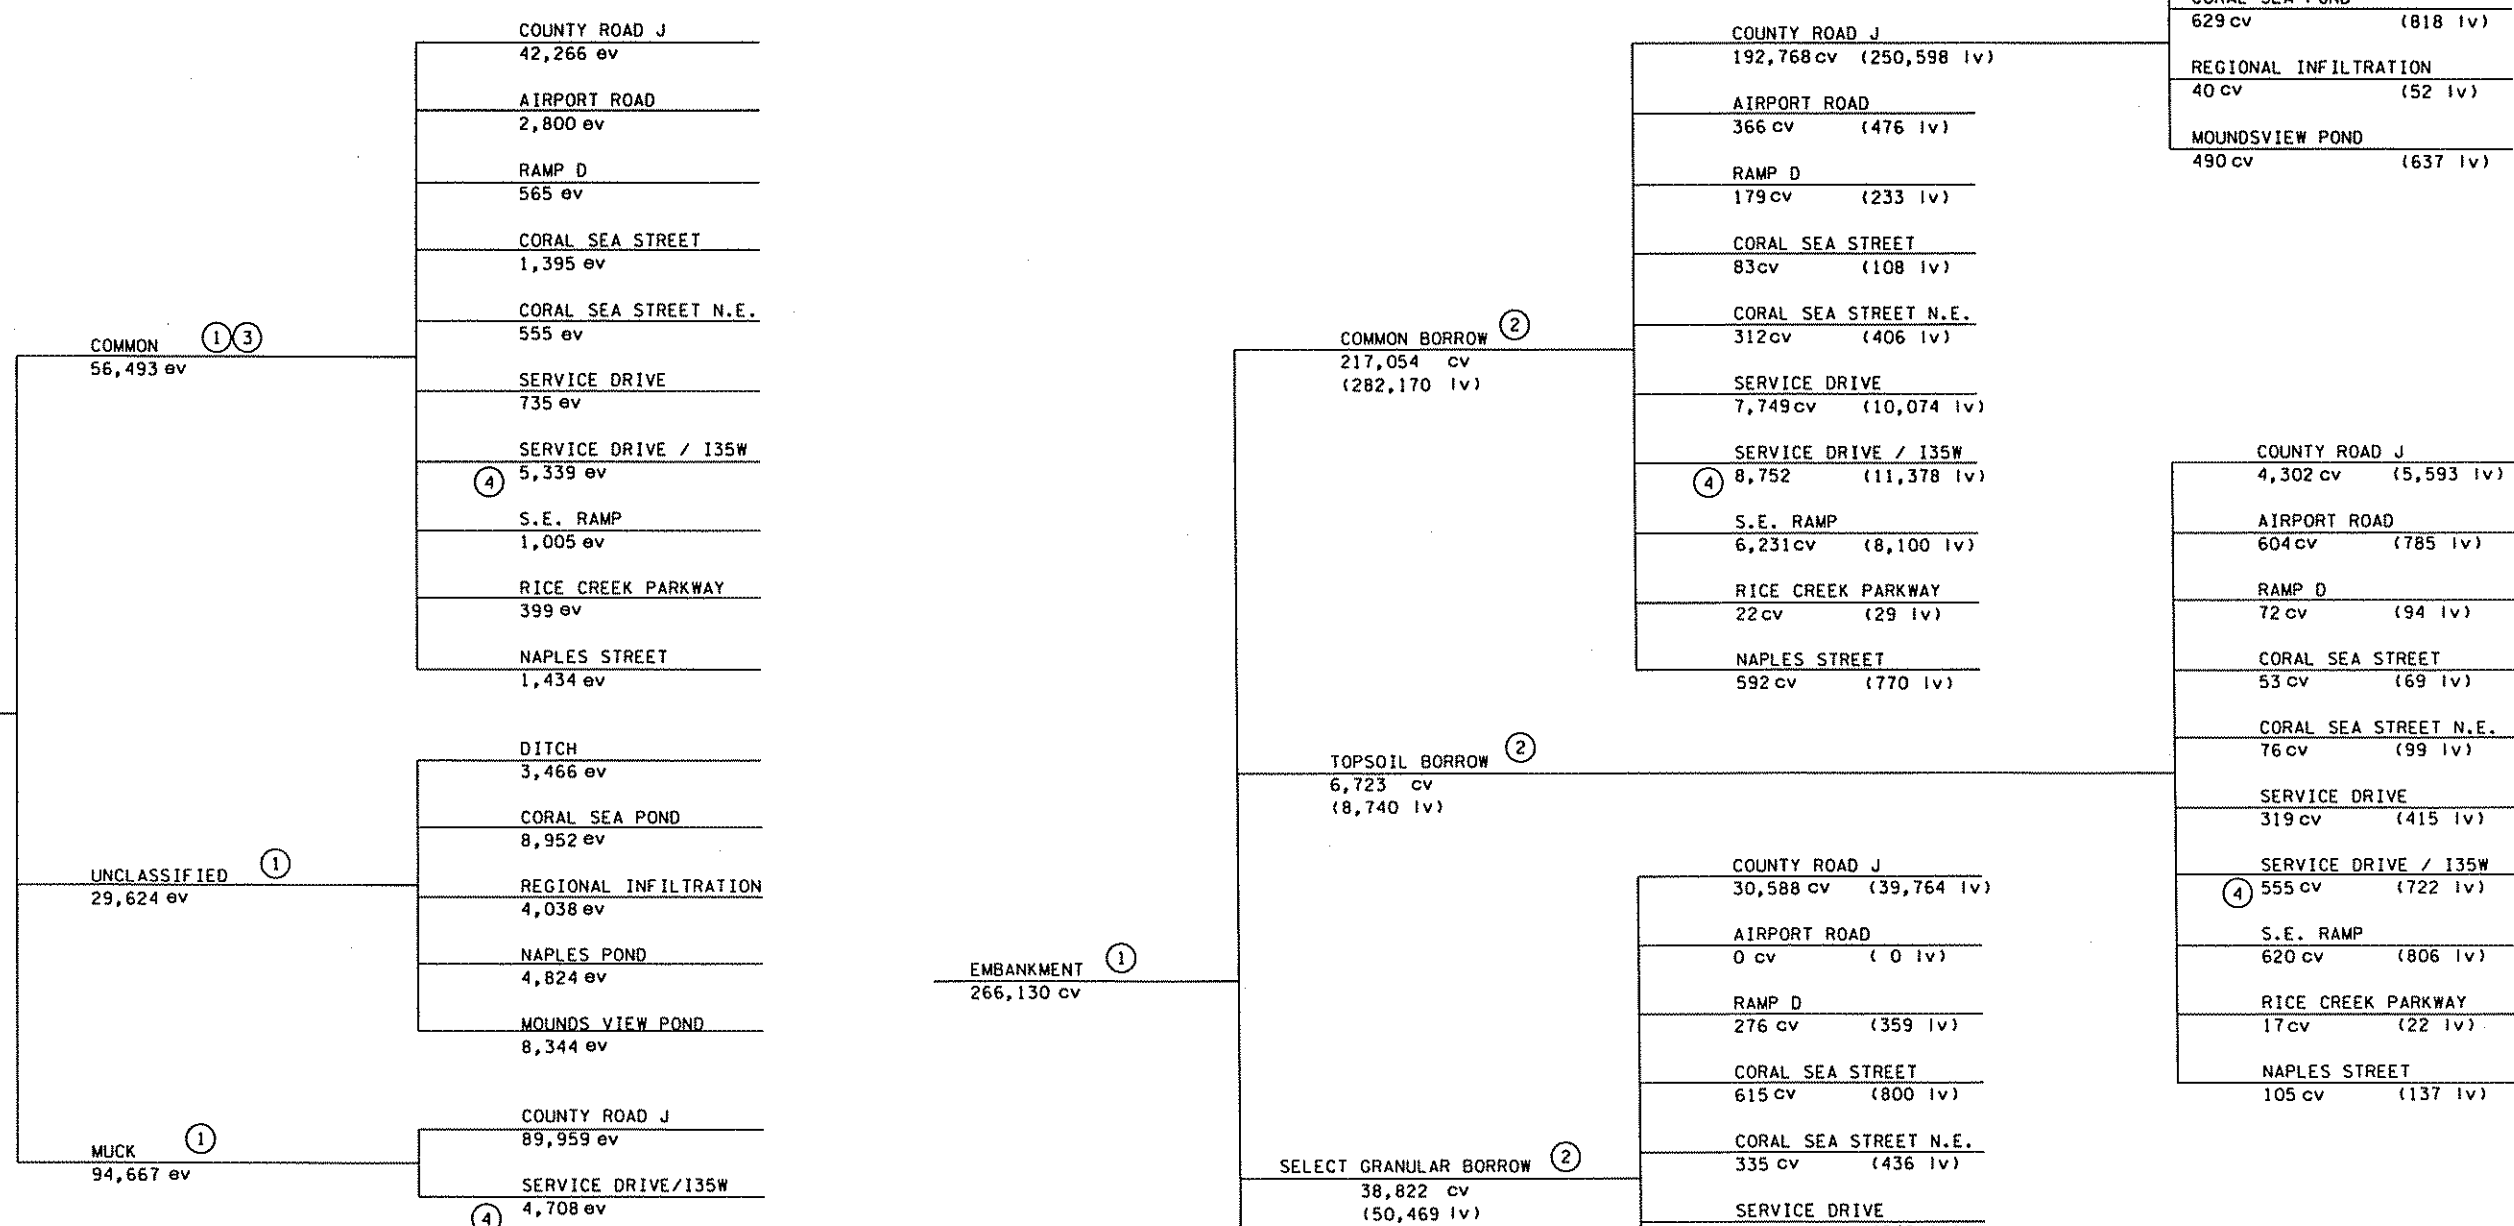 COMMON ① ③
56,493 ev
COUNTY ROAD J
42,266 ev
AIRPORT ROAD
2,800 ev
RAMP D
565 ev
CORAL SEA STREET
1,395 ev
CORAL SEA STREET N.E.
555 ev
SERVICE DRIVE
735 ev
SERVICE DRIVE / I35W
④ 5,339 ev
S.E. RAMP
1,005 ev
RICE CREEK PARKWAY
399 ev
NAPLES STREET
1,434 ev
UNCLASSIFIED ①
29,624 ev
DITCH
3,466 ev
CORAL SEA POND
8,952 ev
REGIONAL INFILTRATION
4,038 ev
NAPLES POND
4,824 ev
MOUNDS VIEW POND
8,344 ev
MUCK ①
94,667 ev
COUNTY ROAD J
89,959 ev
SERVICE DRIVE/I35W
④ 4,708 ev
EMBANKMENT ①
266,130 cv
COMMON BORROW ②
217,054 cv
(282,170 lv)
COUNTY ROAD J
192,768 cv (250,598 lv)
AIRPORT ROAD
366 cv (476 lv)
RAMP D
179 cv (233 lv)
CORAL SEA STREET
83 cv (108 lv)
CORAL SEA STREET N.E.
312 cv (406 lv)
SERVICE DRIVE
7,749 cv (10,074 lv)
SERVICE DRIVE / I35W
④ 8,752 (11,378 lv)
S.E. RAMP
6,231 cv (8,100 lv)
RICE CREEK PARKWAY
22 cv (29 lv)
NAPLES STREET
592 cv (770 lv)
CORAL SEA POND
629 cv (818 lv)
REGIONAL INFILTRATION
40 cv (52 lv)
MOUNDSVIEW POND
490 cv (637 lv)
TOPSOIL BORROW ②
6,723 cv
(8,740 lv)
COUNTY ROAD J
4,302 cv (5,593 lv)
AIRPORT ROAD
604 cv (785 lv)
RAMP D
72 cv (94 lv)
CORAL SEA STREET
53 cv (69 lv)
CORAL SEA STREET N.E.
76 cv (99 lv)
SERVICE DRIVE
319 cv (415 lv)
SERVICE DRIVE / I35W
④ 555 cv (722 lv)
S.E. RAMP
620 cv (806 lv)
RICE CREEK PARKWAY
17 cv (22 lv)
NAPLES STREET
105 cv (137 lv)
SELECT GRANULAR BORROW ②
38,822 cv
(50,469 lv)
COUNTY ROAD J
30,588 cv (39,764 lv)
AIRPORT ROAD
0 cv ( 0 lv)
RAMP D
276 cv (359 lv)
CORAL SEA STREET
615 cv (800 lv)
CORAL SEA STREET N.E.
335 cv (436 lv)
SERVICE DRIVE